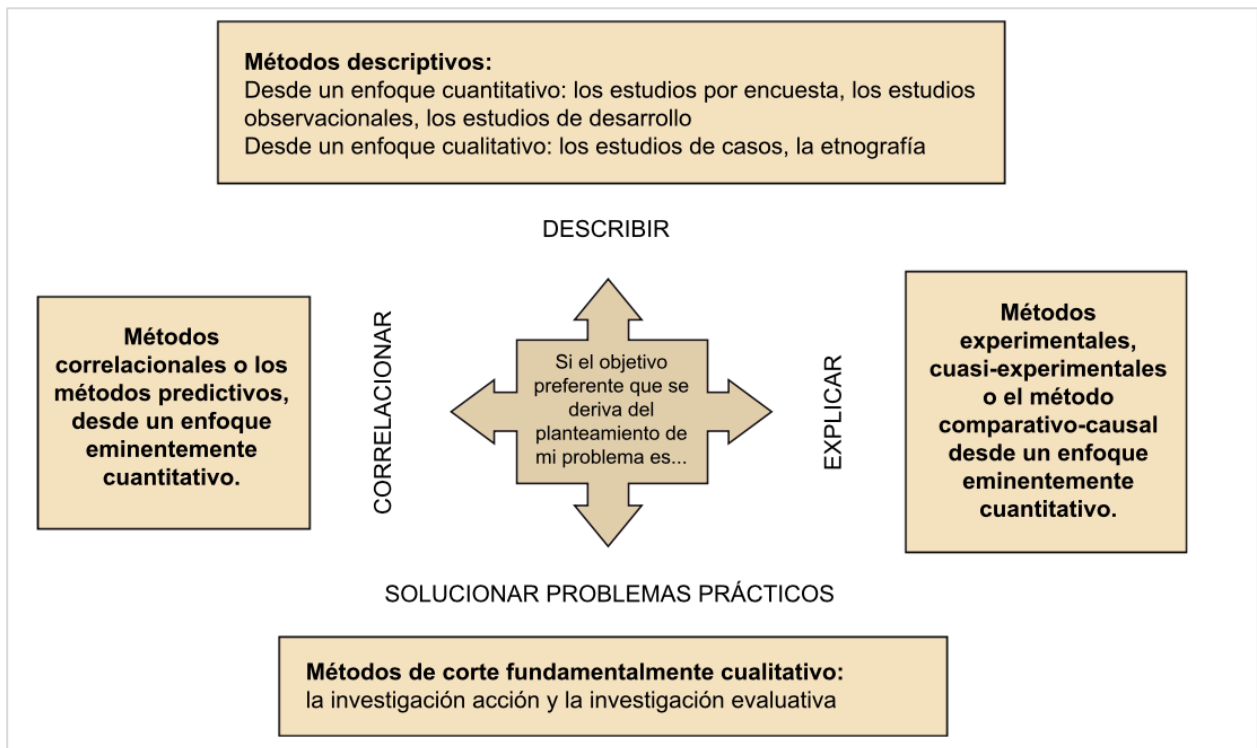 Métodos descriptivos:
Desde un enfoque cuantitativo: los estudios por encuesta, los estudios
observacionales, los estudios de desarrollo
Desde un enfoque cualitativo: los estudios de casos, la etnografía
DESCRIBIR
Métodos
correlacionales o los
métodos predictivos,
desde un enfoque
eminentemente
cuantitativo.
CORRELACIONAR
Si el objetivo
preferente que se
deriva del
planteamiento de
mi problema es...
EXPLICAR
Métodos
experimentales,
cuasi-experimentales
o el método
comparativo-causal
desde un enfoque
eminentemente
cuantitativo.
SOLUCIONAR PROBLEMAS PRÁCTICOS
Métodos de corte fundamentalmente cualitativo:
la investigación acción y la investigación evaluativa